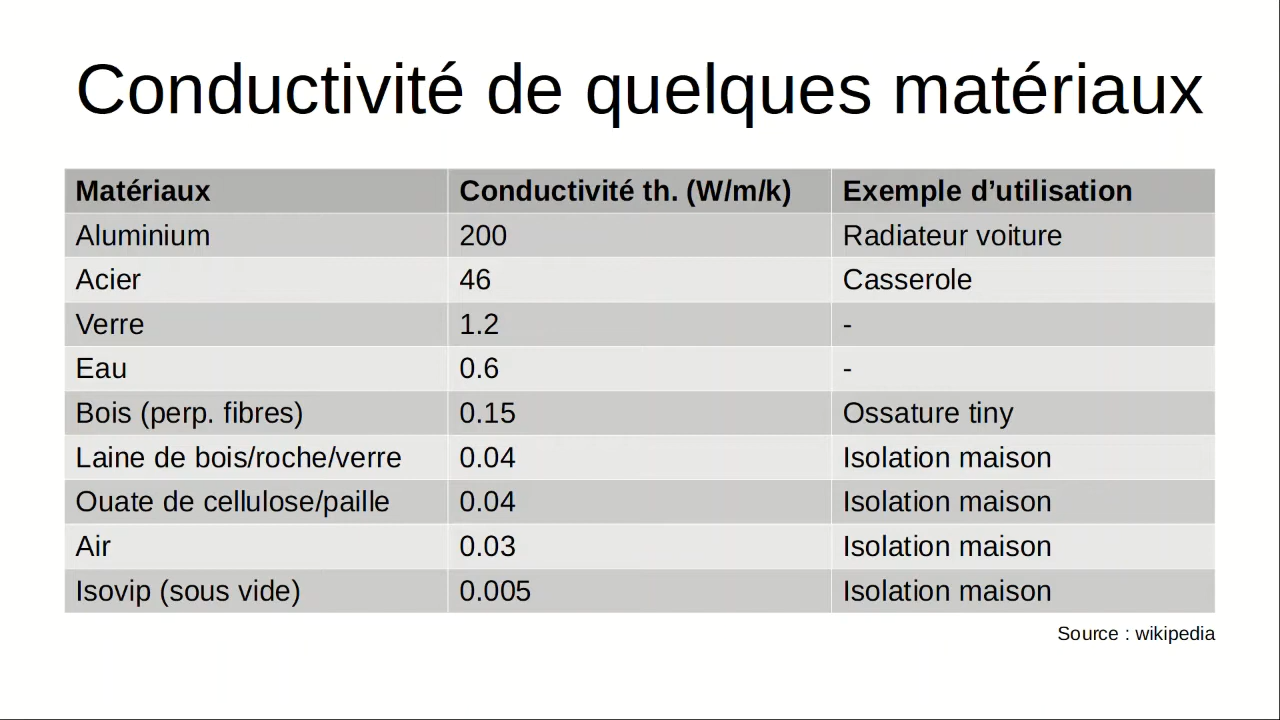 Conductivité de quelques matériaux
Matériaux Conductivité th. (W/m/k) Exemple d’utilisation
Aluminium 200 Radiateur voiture
Acier 46 Casserole
Verre 1.2 -
Eau 0.6 -
Bois (perp. fibres) 0.15 Ossature tiny
Laine de bois/roche/verre 0.04 Isolation maison
Ouate de cellulose/paille 0.04 Isolation maison
Air 0.03 Isolation maison
Isovip (sous vide) 0.005 Isolation maison
Source : wikipedia